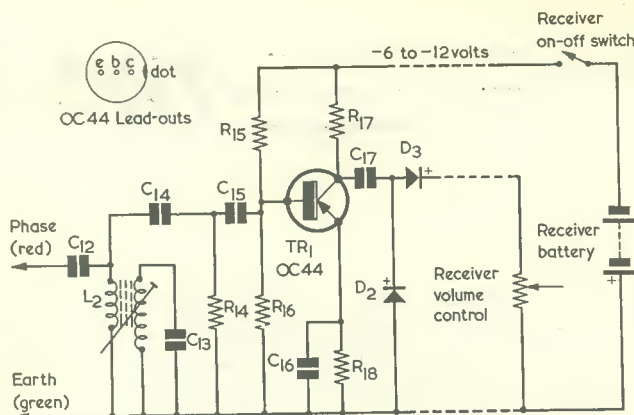 Receiver
on-off switch
-6 to -12 volts
e b c
dot
OC44 Lead-outs
R15
R17
C17
D3
+
C14
C15
Phase
(red)
C12
TR1
OC44
Receiver
battery
L2
+
D2
Receiver
volume
control
+
R14
R16
C13
C16
R18
Earth
(green)